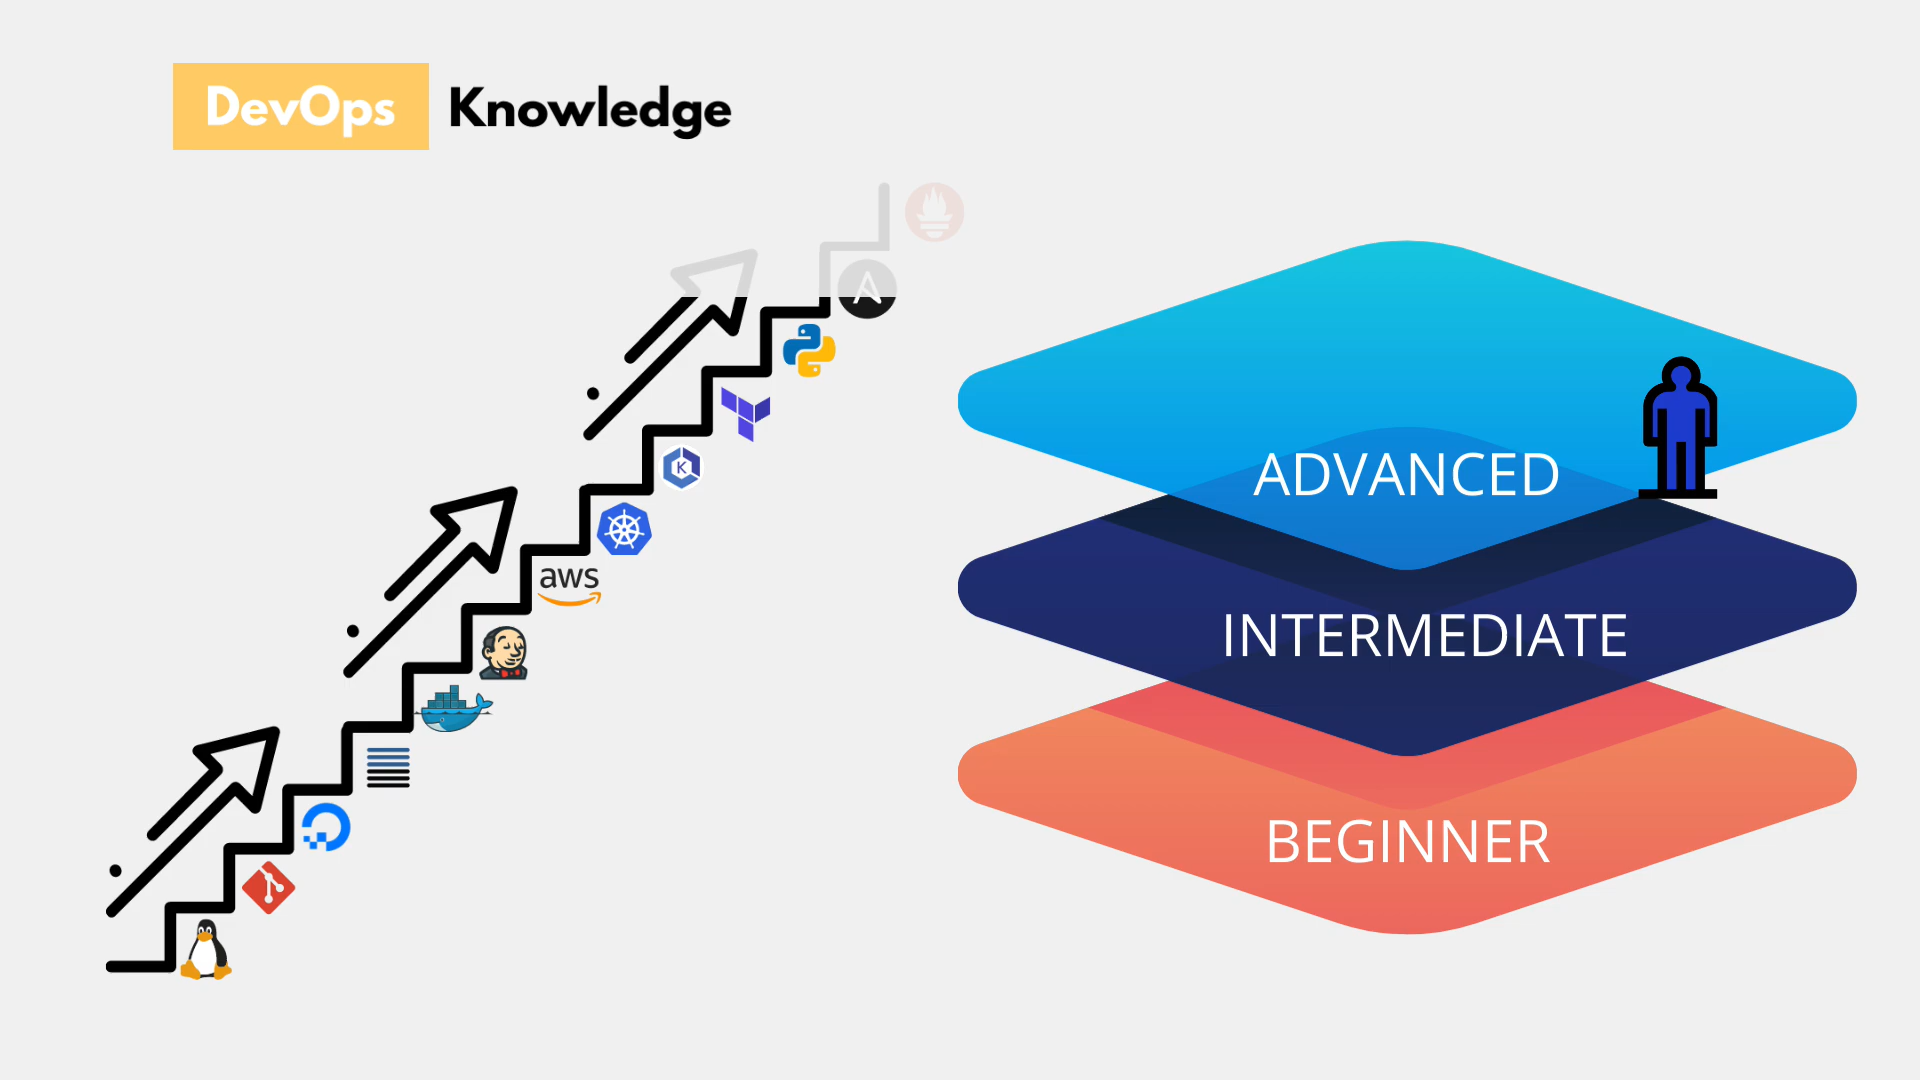 DevOps Knowledge
aws
K
ADVANCED
INTERMEDIATE
BEGINNER